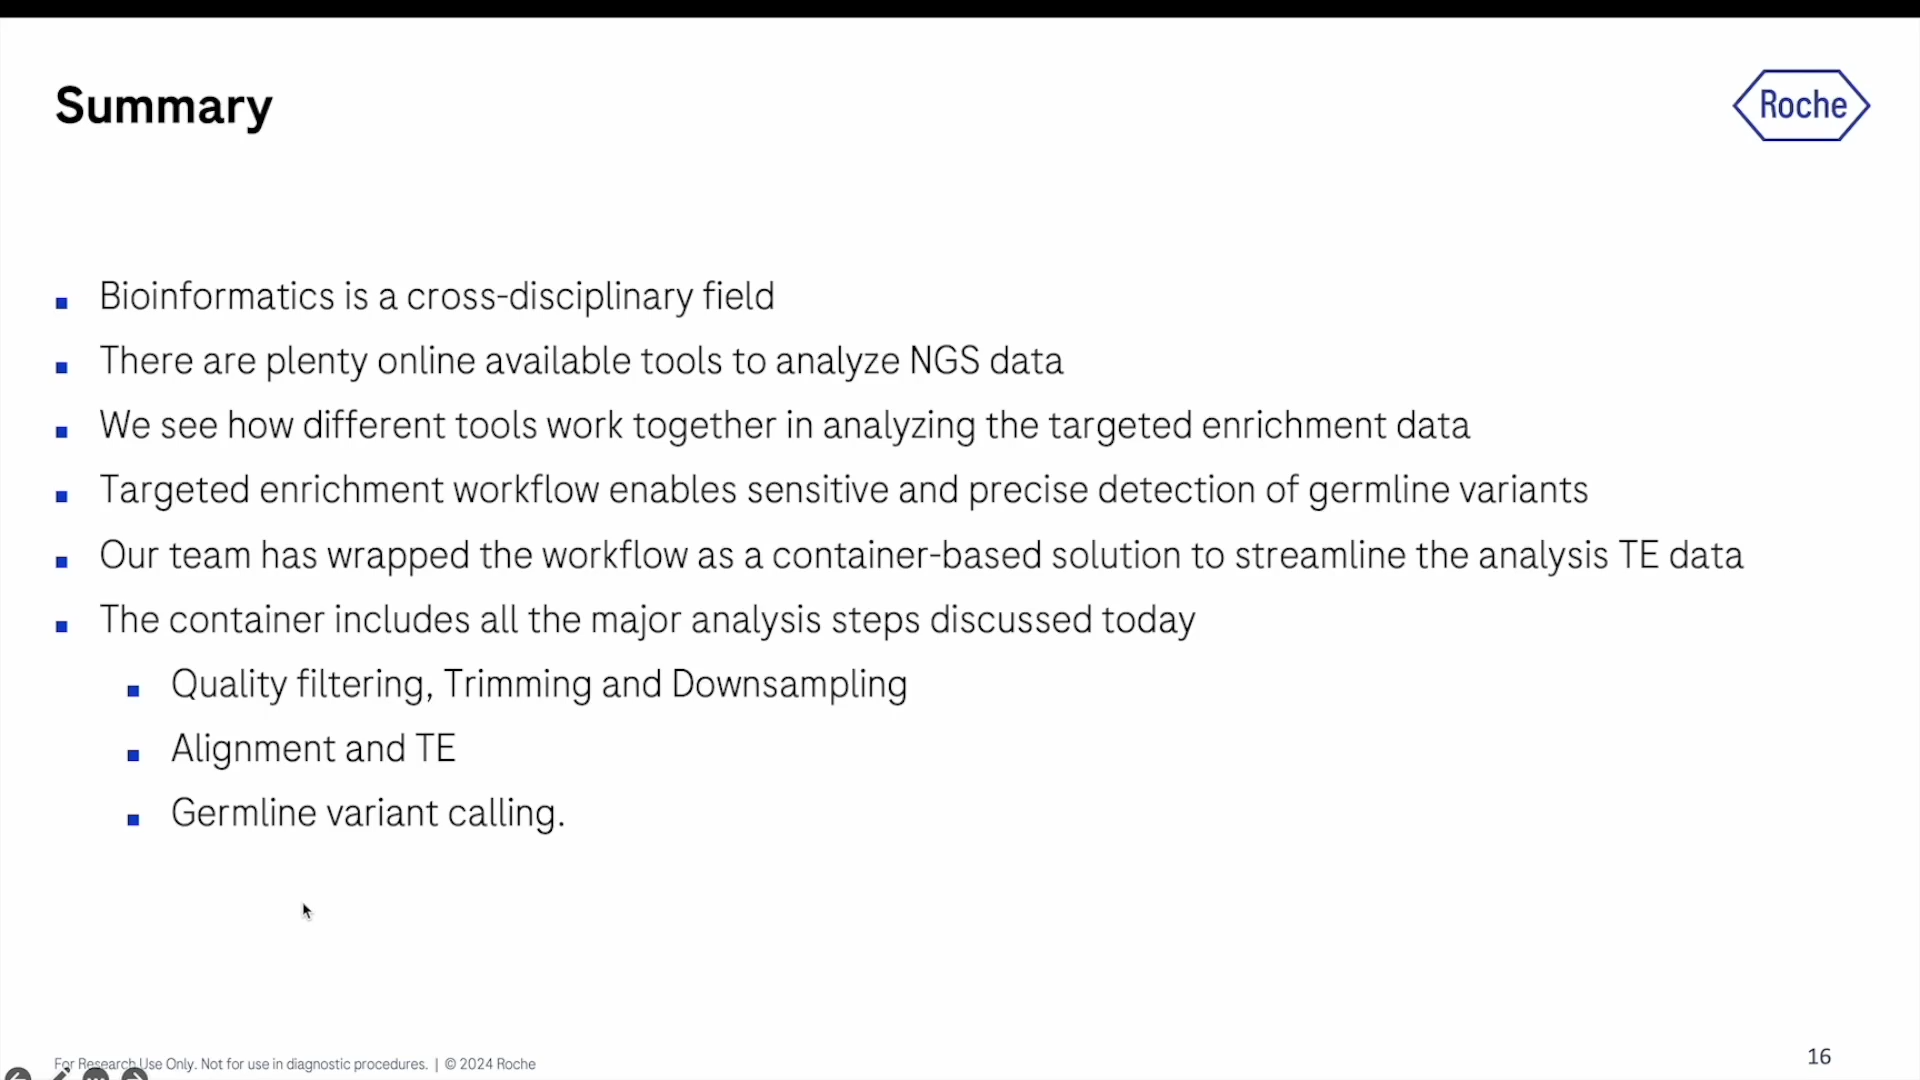 Summary
Roche
Bioinformatics is a cross-disciplinary field
There are plenty online available tools to analyze NGS data
We see how different tools work together in analyzing the targeted enrichment data
Targeted enrichment workflow enables sensitive and precise detection of germline variants
Our team has wrapped the workflow as a container-based solution to streamline the analysis TE data
The container includes all the major analysis steps discussed today
Quality filtering, Trimming and Downsampling
Alignment and TE
Germline variant calling.
For Research Use Only. Not for use in diagnostic procedures. | © 2024 Roche
16